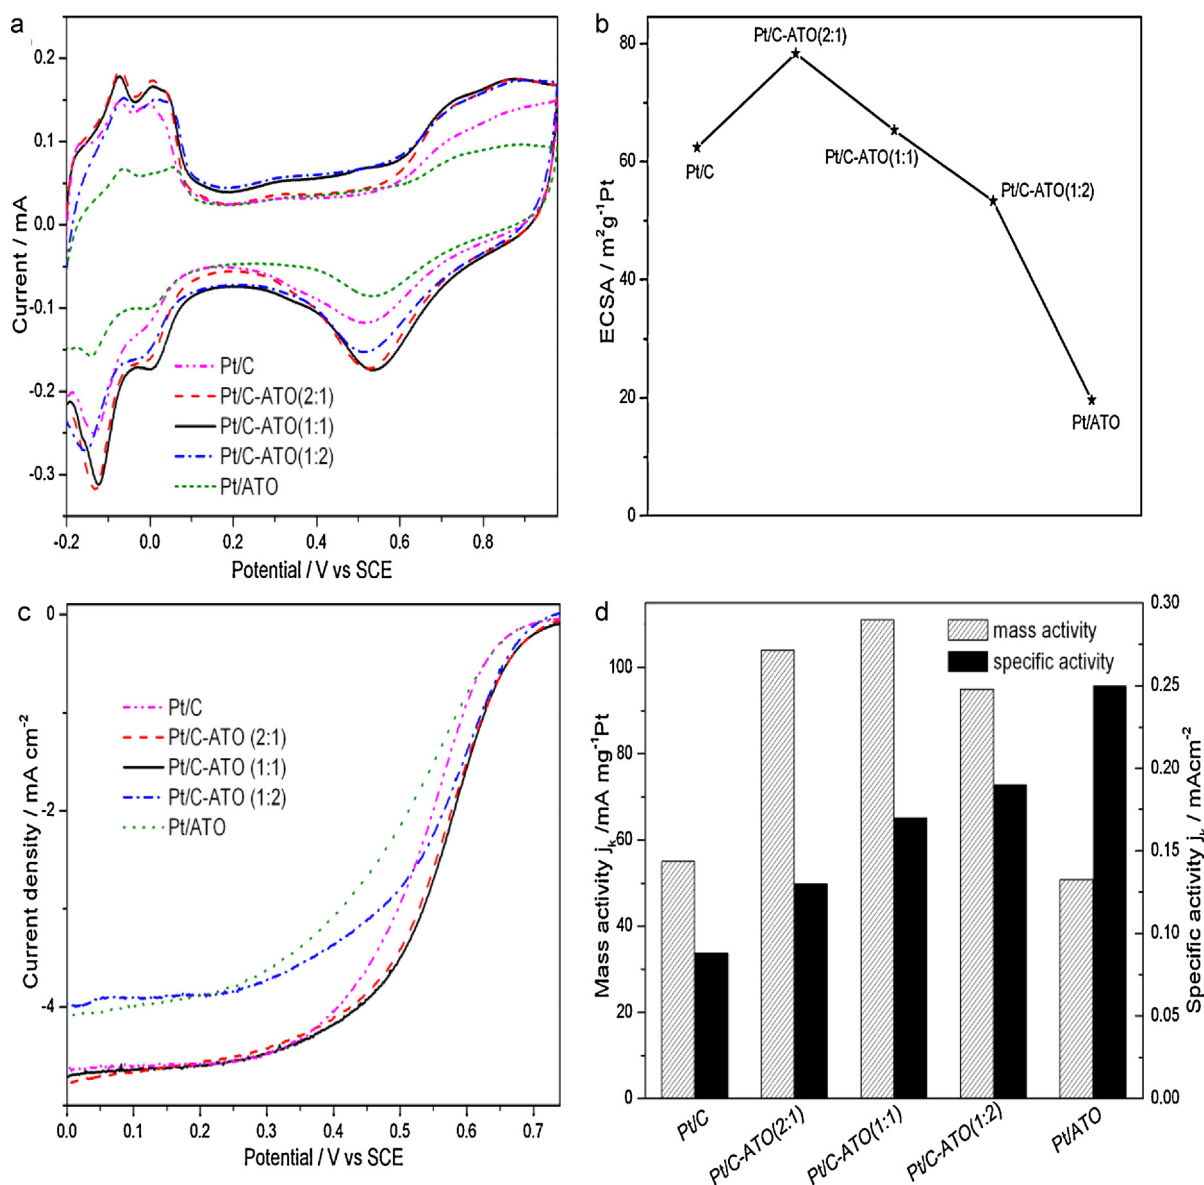 a
0.2
0.1
0.0
-0.1
-0.2
-0.3
Current / mA
Pt/C
Pt/C-ATO(2:1)
Pt/C-ATO(1:1)
Pt/C-ATO(1:2)
Pt/ATO
-0.2
0.0
0.2
0.4
0.6
0.8
Potential / V vs SCE
b
80
60
40
20
0
ECSA / m²g⁻¹Pt
Pt/C
Pt/C-ATO(2:1)
Pt/C-ATO(1:1)
Pt/C-ATO(1:2)
Pt/ATO
c
0
-2
-4
Current density / mA cm⁻²
Pt/C
Pt/C-ATO (2:1)
Pt/C-ATO (1:1)
Pt/C-ATO (1:2)
Pt/ATO
0.0
0.1
0.2
0.3
0.4
0.5
0.6
0.7
Potential / V vs SCE
d
100
80
60
40
20
0
Mass activity jₖ /mA mg⁻¹Pt
mass activity
specific activity
0.30
0.25
0.20
0.15
0.10
0.05
0.00
Specific activity jₖ / mAcm⁻²
Pt/C
Pt/C-ATO(2:1)
Pt/C-ATO(1:1)
Pt/C-ATO(1:2)
Pt/ATO